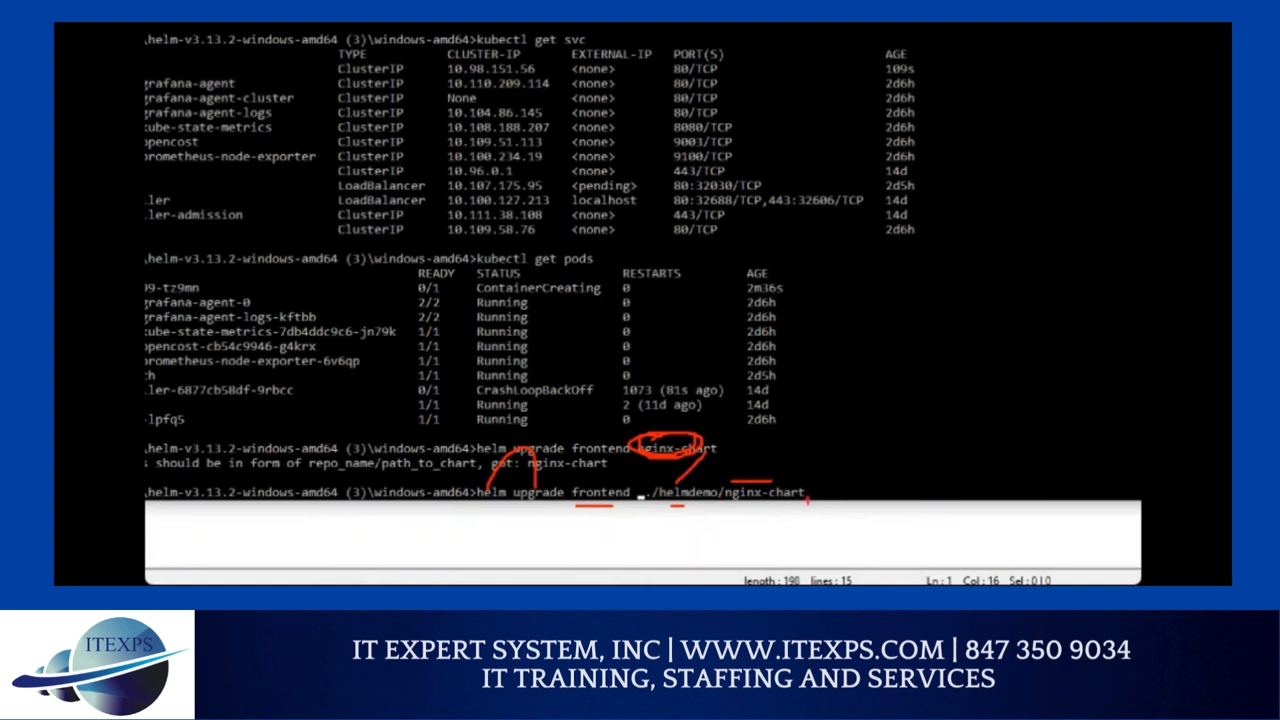 \helm-v3.13.2-windows-amd64 (3)\windows-amd64>kubectl get svc
TYPE CLUSTER-IP EXTERNAL-IP PORT(S) AGE
ClusterIP 10.98.151.56 <none> 80/TCP 109s
grafana-agent ClusterIP 10.110.209.114 <none> 80/TCP 2d6h
grafana-agent-cluster ClusterIP None <none> 80/TCP 2d6h
grafana-agent-logs ClusterIP 10.104.86.145 <none> 80/TCP 2d6h
kube-state-metrics ClusterIP 10.108.188.207 <none> 8080/TCP 2d6h
opencost ClusterIP 10.109.51.113 <none> 9003/TCP 2d6h
prometheus-node-exporter ClusterIP 10.100.234.19 <none> 9100/TCP 2d6h
ClusterIP 10.96.0.1 <none> 443/TCP 14d
LoadBalancer 10.107.175.95 <pending> 80:32030/TCP 2d5h
ller LoadBalancer 10.100.127.213 localhost 80:32688/TCP,443:32606/TCP 14d
ller-admission ClusterIP 10.111.38.108 <none> 443/TCP 14d
ClusterIP 10.109.58.76 <none> 80/TCP 2d6h
\helm-v3.13.2-windows-amd64 (3)\windows-amd64>kubectl get pods
READY STATUS RESTARTS AGE
99-tz9mn 0/1 ContainerCreating 0 2m36s
grafana-agent-0 2/2 Running 0 2d6h
grafana-agent-logs-kftbb 2/2 Running 0 2d6h
kube-state-metrics-7db4ddc9c6-jn79k 1/1 Running 0 2d6h
opencost-cb54c9946-g4krx 1/1 Running 0 2d6h
prometheus-node-exporter-6v6qp 1/1 Running 0 2d6h
ch 1/1 Running 0 2d5h
ller-6877cb58df-9rbcc 0/1 CrashLoopBackOff 1073 (81s ago) 14d
1/1 Running 2 (11d ago) 14d
-lpfq5 1/1 Running 0 2d6h
\helm-v3.13.2-windows-amd64 (3)\windows-amd64>helm upgrade frontend nginx-chart
s should be in form of repo_name/path_to_chart, got: nginx-chart
\helm-v3.13.2-windows-amd64 (3)\windows-amd64>helm upgrade frontend ../helmdemo/nginx-chart
length : 198 lines : 15 Ln : 1 Col : 16 Sel : 0 | 0
ITEXPS
IT EXPERT SYSTEM, INC | WWW.ITEXPS.COM | 847 350 9034
IT TRAINING, STAFFING AND SERVICES